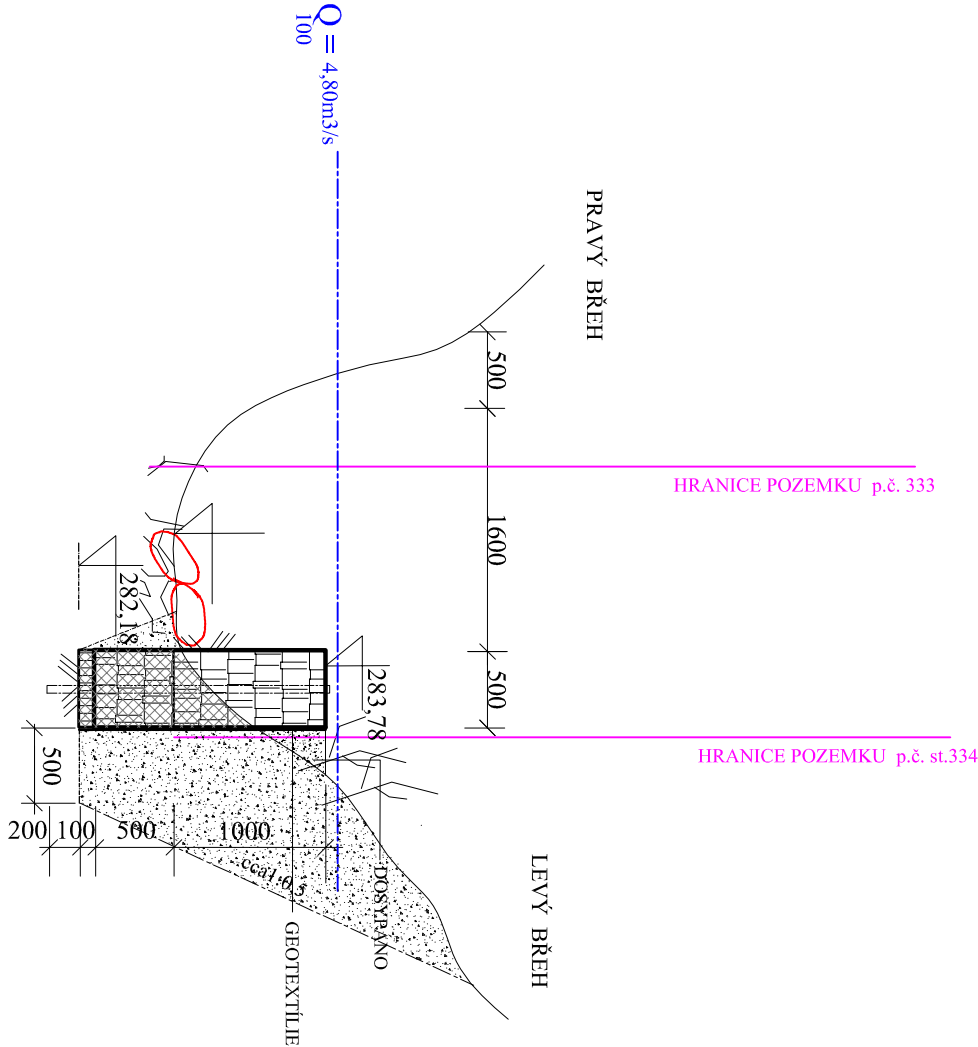 Q100 = 4,80m3/s
PRAVÝ BŘEH
500
1600
500
HRANICE POZEMKU p.č. 333
282,18
283,78
HRANICE POZEMKU p.č. st.334
500
200
100
500
1000
cca1:0,5
DOSYPÁNO
GEOTEXTÍLIE
LEVÝ BŘEH